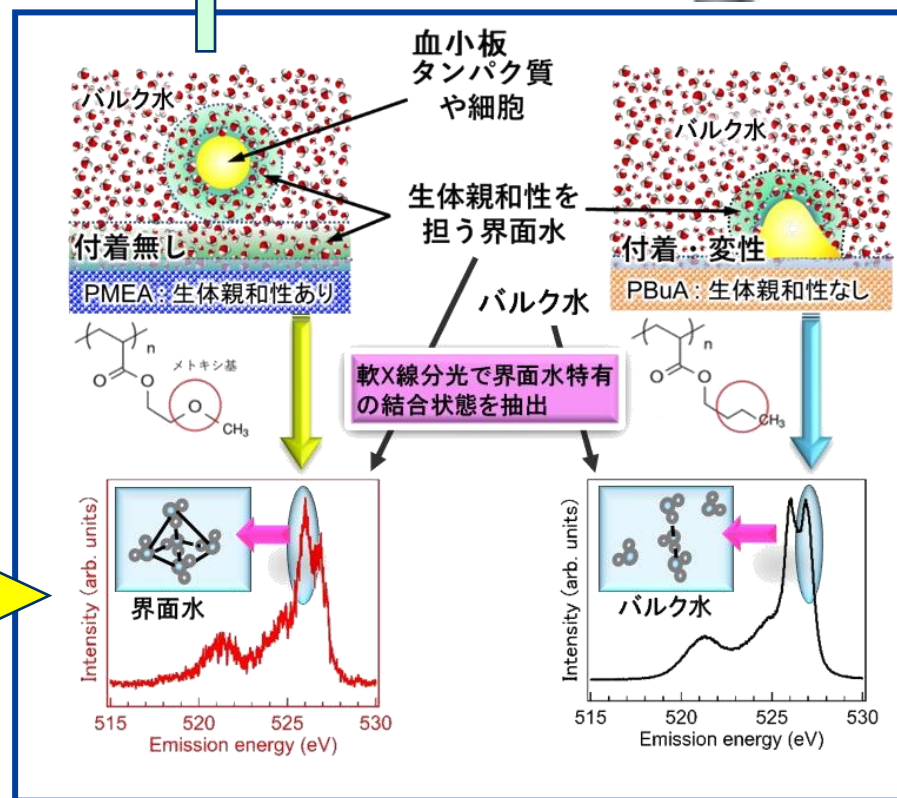 血小板
タンパク質
や細胞
バルク水
バルク水
生体親和性を
担う界面水
付着無し
付着・変性
PMEA:生体親和性あり
PBuA:生体親和性なし
バルク水
n
メトキシ基
O
O
O
CH₃
軟X線分光で界面水特有
の結合状態を抽出
n
O
O
CH₃
Intensity (arb. units)
界面水
515 520 525 530
Emission energy (eV)
Intensity (arb. units)
バルク水
515 520 525 530
Emission energy (eV)